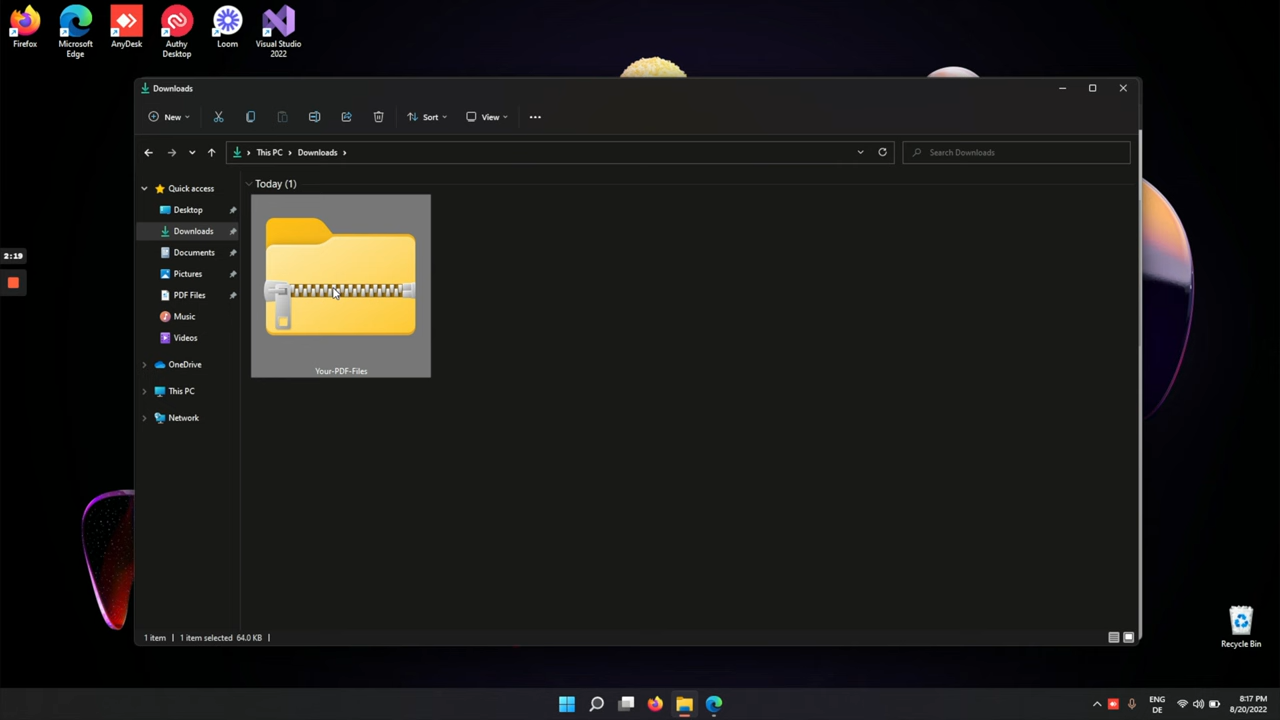 Firefox
Microsoft
Edge
AnyDesk
Authy
Desktop
Loom
Visual Studio
2022
Downloads
New
Sort
View
This PC
Downloads
Search Downloads
Quick access
Desktop
Downloads
Documents
Pictures
PDF Files
Music
Videos
OneDrive
This PC
Network
Today (1)
Your-PDF-Files
2:19
1 item
1 item selected 64.0 KB
Recycle Bin
ENG
DE
8:17 PM
8/20/2022